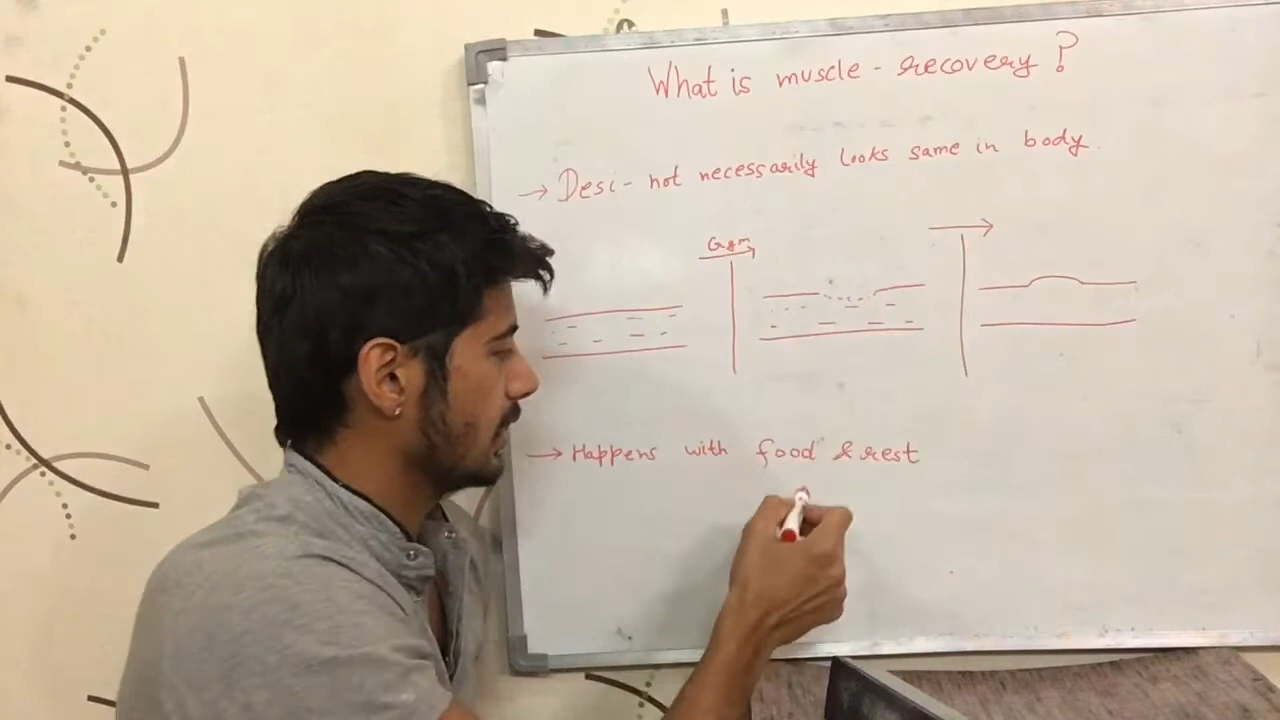 What is muscle - recovery ?
→ Desi - not necessarily looks same in body
Gym
→ Happens with food & rest